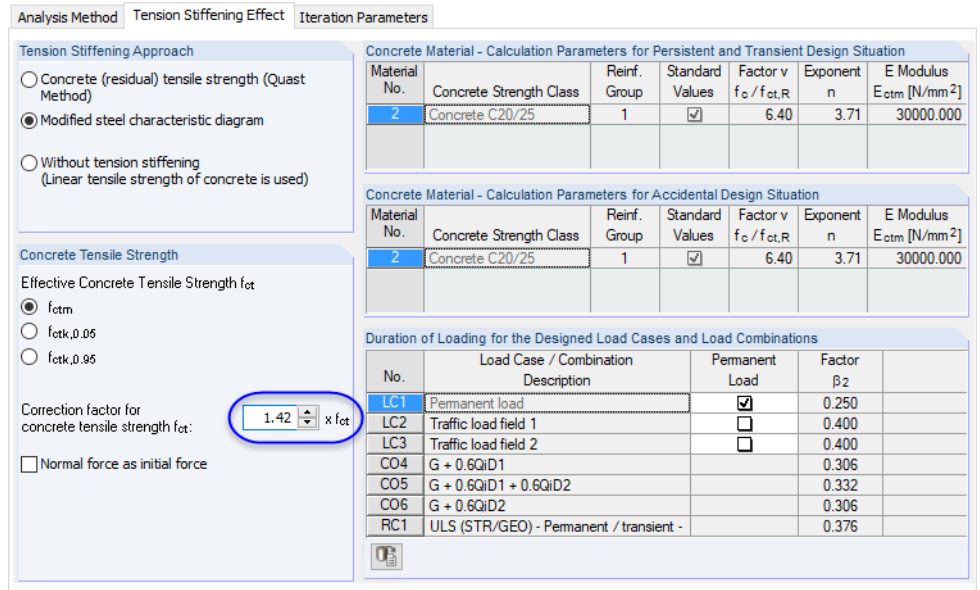 Analysis Method Tension Stiffening Effect Iteration Parameters
Tension Stiffening Approach
Concrete (residual) tensile strength (Quast
Method)
Modified steel characteristic diagram
Without tension stiffening
(Linear tensile strength of concrete is used)
Concrete Tensile Strength
Effective Concrete Tensile Strength fct
fctm
fctk,0.05
fctk,0.95
Correction factor for
concrete tensile strength fct:
1.42 x fct
Normal force as initial force
Concrete Material - Calculation Parameters for Persistent and Transient Design Situation
Material Reinf. Standard Factor v Exponent E Modulus
No. Concrete Strength Class Group Values fc / fct,R n Ectm [N/mm²]
2 Concrete C20/25 1 6.40 3.71 30000.000
Concrete Material - Calculation Parameters for Accidental Design Situation
Material Reinf. Standard Factor v Exponent E Modulus
No. Concrete Strength Class Group Values fc / fct,R n Ectm [N/mm²]
2 Concrete C20/25 1 6.40 3.71 30000.000
Duration of Loading for the Designed Load Cases and Load Combinations
Load Case / Combination Permanent Factor
No. Description Load β2
LC1 Permanent load 0.250
LC2 Traffic load field 1 0.400
LC3 Traffic load field 2 0.400
CO4 G + 0.6QiD1 0.306
CO5 G + 0.6QiD1 + 0.6QiD2 0.332
CO6 G + 0.6QiD2 0.306
RC1 ULS (STR/GEO) - Permanent / transient - 0.376